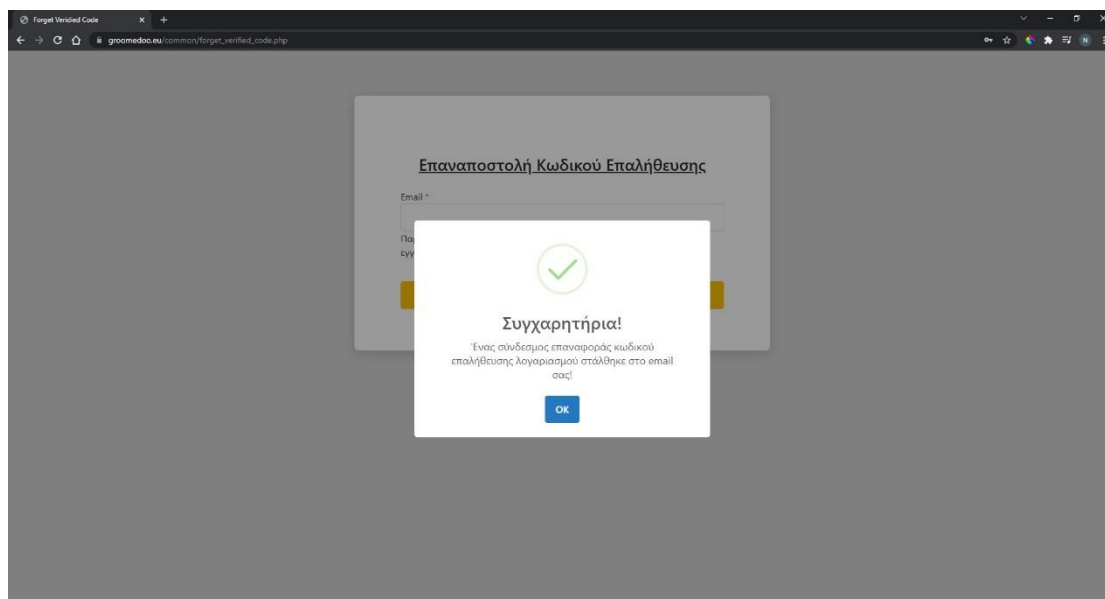 Forget Veridied Code
groomedoo.eu/common/forget_verified_code.php
N
Επαναποστολή Κωδικού Επαλήθευσης
Email *
Συγχαρητήρια!
Ένας σύνδεσμος επαναφοράς κωδικού
επαλήθευσης λογαριασμού στάλθηκε στο email
σας!
OK